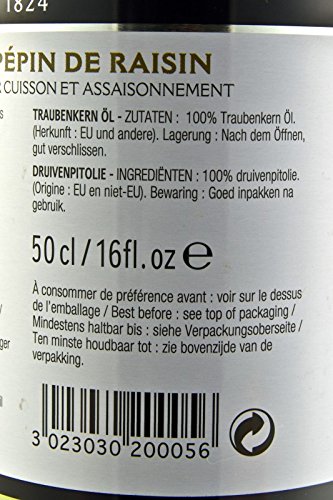 1824
PÉPIN DE RAISIN
CUISSON ET ASSAISONNEMENT
TRAUBENKERN ÖL - ZUTATEN : 100% Traubenkern Öl.
(Herkunft : EU und andere). Lagerung : Nach dem Öffnen,
gut verschlissen.
DRUIVENPITOLIE - INGREDIËNTEN : 100% druivenpitolie.
(Origine : EU en niet-EU). Bewaring : Goed inpakken na
gebruik.
50cl / 16fl. oz ℮
À consommer de préférence avant : voir sur le dessus
de l'emballage / Best before : see top of packaging /
Mindestens haltbar bis : siehe Verpackungsoberseite /
Ten minste houdbaar tot : zie bovenzijde van de
verpakking.
3 023030 200056